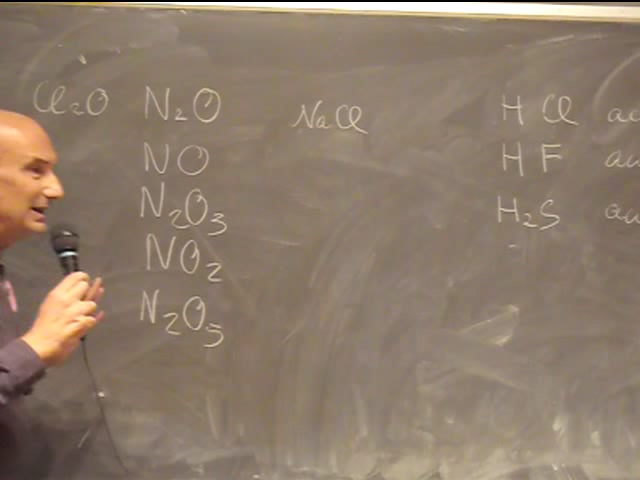 Cl₂O N₂O NaCl HCl
NO HF
N₂O₃ H₂S
NO₂
N₂O₅